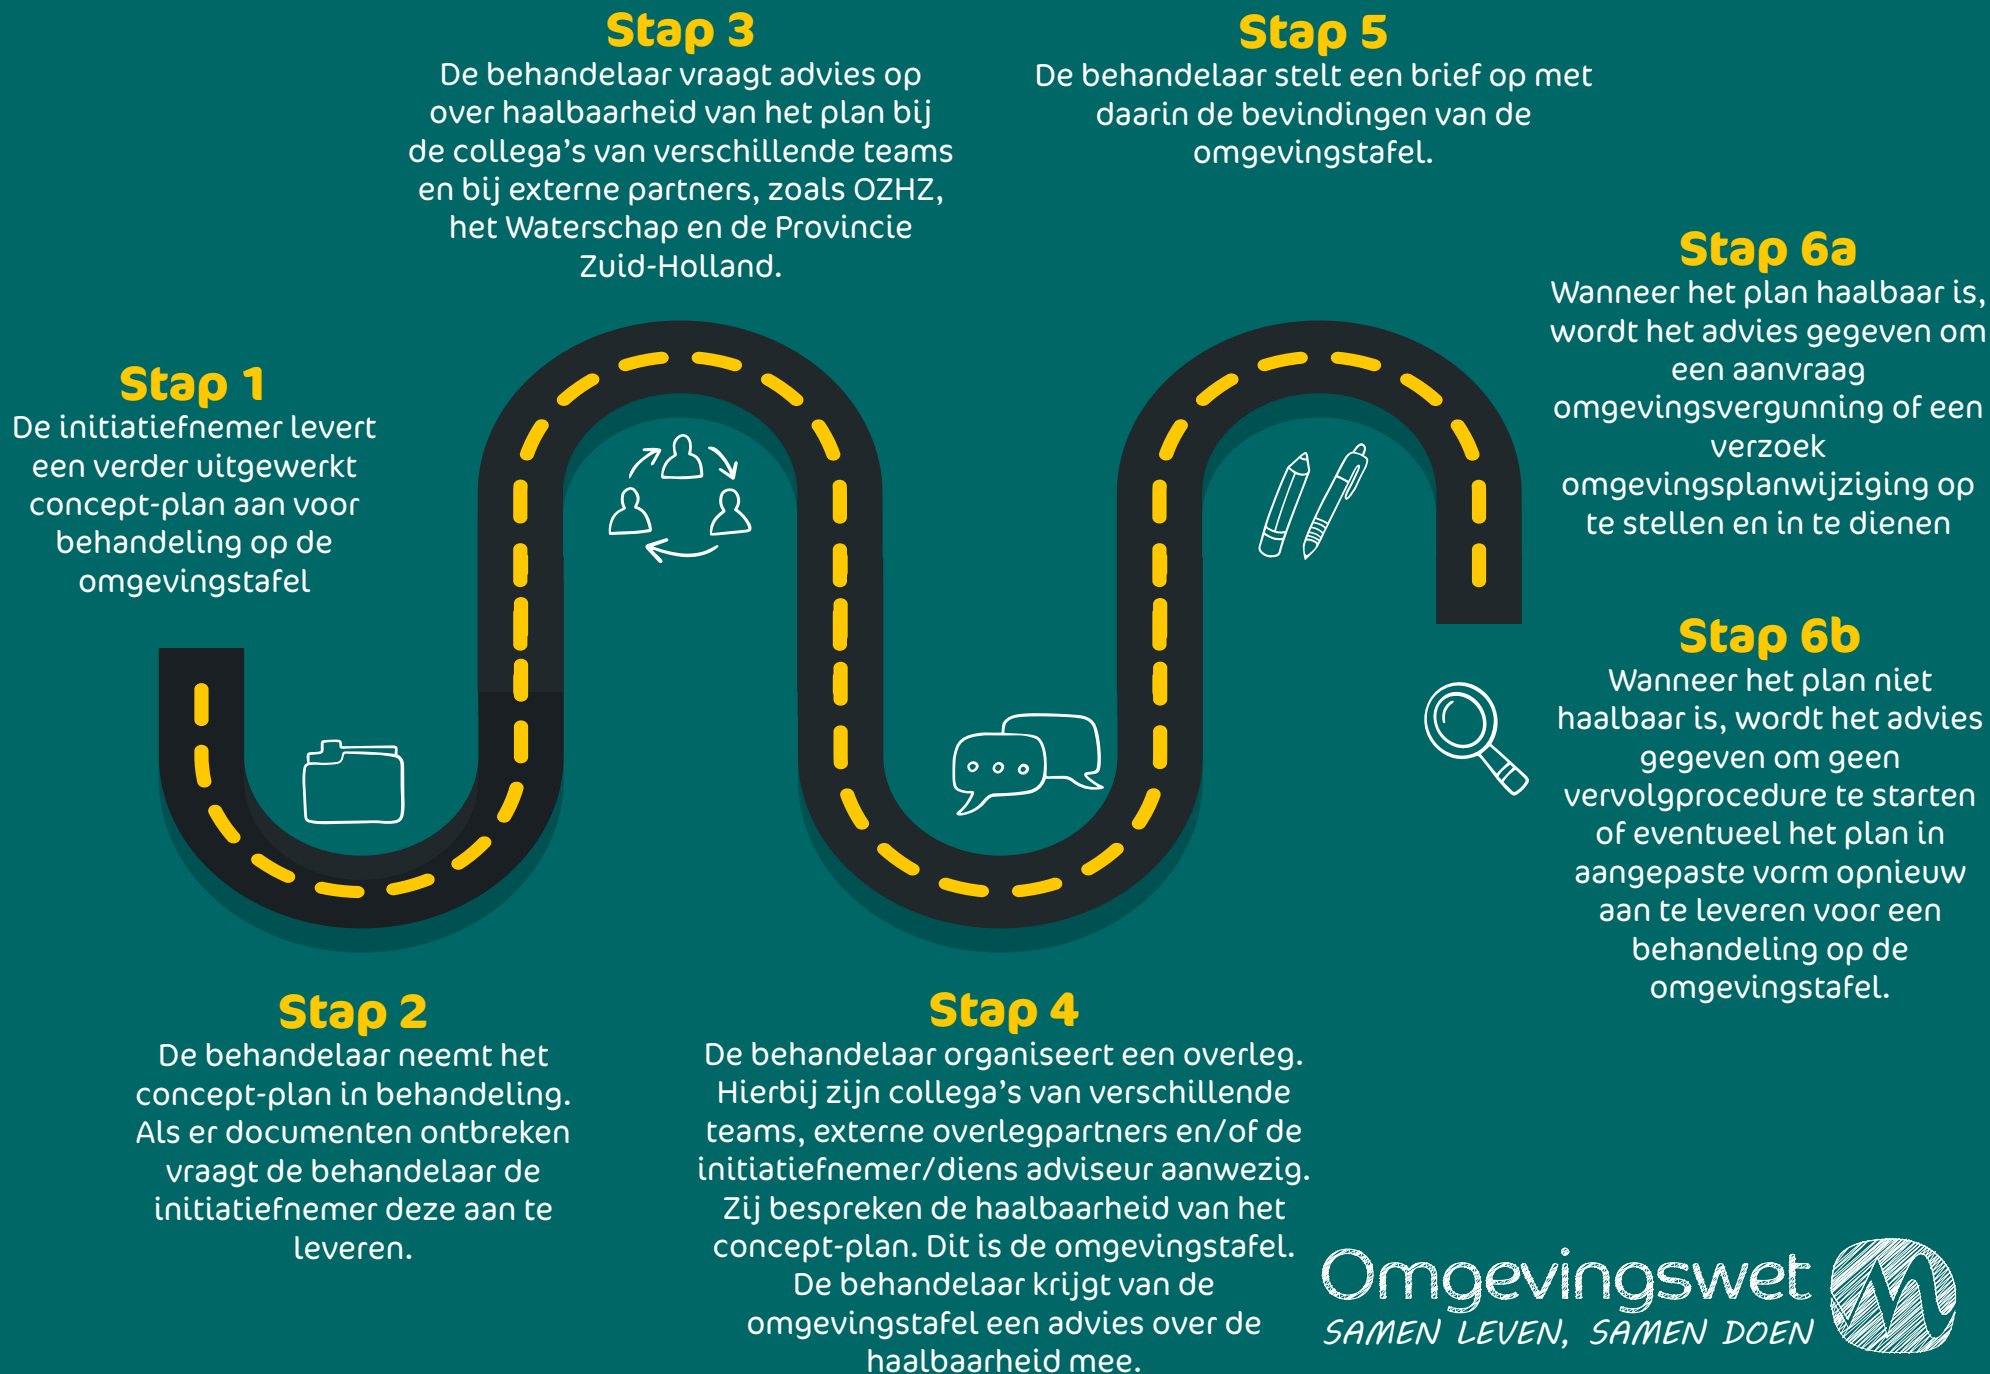 Stap 1
De initiatiefnemer levert
een verder uitgewerkt
concept-plan aan voor
behandeling op de
omgevingstafel
Stap 2
De behandelaar neemt het
concept-plan in behandeling.
Als er documenten ontbreken
vraagt de behandelaar de
initiatiefnemer deze aan te
leveren.
Stap 3
De behandelaar vraagt advies op
over haalbaarheid van het plan bij
de collega's van verschillende teams
en bij externe partners, zoals OZHZ,
het Waterschap en de Provincie
Zuid-Holland.
Stap 4
De behandelaar organiseert een overleg.
Hierbij zijn collega's van verschillende
teams, externe overlegpartners en/of de
initiatiefnemer/diens adviseur aanwezig.
Zij bespreken de haalbaarheid van het
concept-plan. Dit is de omgevingstafel.
De behandelaar krijgt van de
omgevingstafel een advies over de
haalbaarheid mee.
Stap 5
De behandelaar stelt een brief op met
daarin de bevindingen van de
omgevingstafel.
Stap 6a
Wanneer het plan haalbaar is,
wordt het advies gegeven om
een aanvraag
omgevingsvergunning of een
verzoek
omgevingsplanwijziging op
te stellen en in te dienen
Stap 6b
Wanneer het plan niet
haalbaar is, wordt het advies
gegeven om geen
vervolgprocedure te starten
of eventueel het plan in
aangepaste vorm opnieuw
aan te leveren voor een
behandeling op de
omgevingstafel.
Omgevingswet
SAMEN LEVEN, SAMEN DOEN